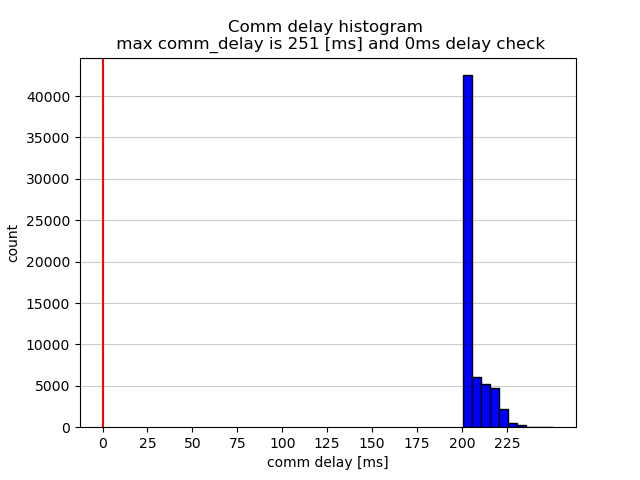 Comm delay histogram
max comm_delay is 251 [ms] and 0ms delay check
40000
35000
30000
25000
20000
15000
10000
5000
0
count
0 25 50 75 100 125 150 175 200 225
comm delay [ms]